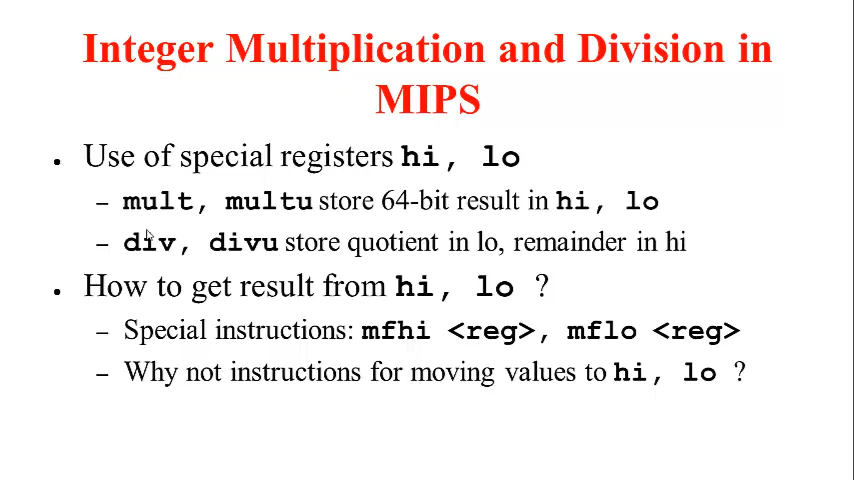 Integer Multiplication and Division in
MIPS
• Use of special registers hi, lo
– mult, multu store 64-bit result in hi, lo
– div, divu store quotient in lo, remainder in hi
• How to get result from hi, lo ?
– Special instructions: mfhi <reg>, mflo <reg>
– Why not instructions for moving values to hi, lo ?